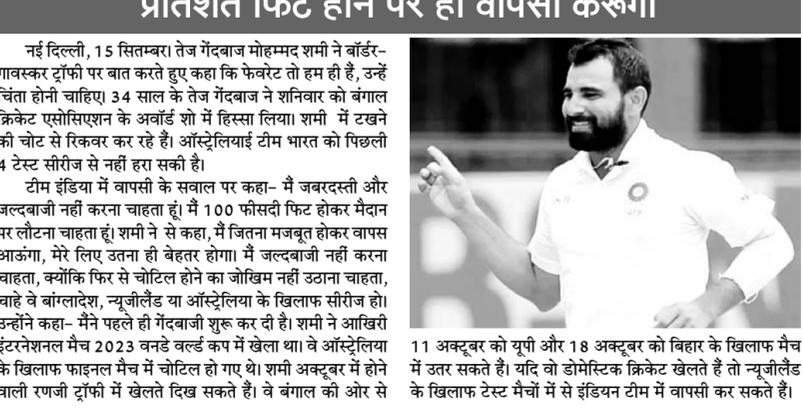 प्रतिशत फिट होने पर ही वापसी करूंगा
नई दिल्ली, 15 सितम्बर। तेज गेंदबाज मोहम्मद शमी ने बॉर्डर-
गावस्कर ट्रॉफी पर बात करते हुए कहा कि फेवरेट तो हम ही हैं, उन्हें
चिंता होनी चाहिए। 34 साल के तेज गेंदबाज ने शनिवार को बंगाल
क्रिकेट एसोसिएशन के अवॉर्ड शो में हिस्सा लिया। शमी में टखने
की चोट से रिकवर कर रहे हैं। ऑस्ट्रेलियाई टीम भारत को पिछली
4 टेस्ट सीरीज से नहीं हरा सकी है।
टीम इंडिया में वापसी के सवाल पर कहा- मैं जबरदस्ती और
जल्दबाजी नहीं करना चाहता हूं। मैं 100 फीसदी फिट होकर मैदान
पर लौटना चाहता हूं। शमी ने से कहा, मैं जितना मजबूत होकर वापस
आऊंगा, मेरे लिए उतना ही बेहतर होगा। मैं जल्दबाजी नहीं करना
चाहता, क्योंकि फिर से चोटिल होने का जोखिम नहीं उठाना चाहता,
चाहे वे बांग्लादेश, न्यूजीलैंड या ऑस्ट्रेलिया के खिलाफ सीरीज हो।
उन्होंने कहा- मैंने पहले ही गेंदबाजी शुरू कर दी है। शमी ने आखिरी
इंटरनेशनल मैच 2023 वनडे वर्ल्ड कप में खेला था। वे ऑस्ट्रेलिया
के खिलाफ फाइनल मैच में चोटिल हो गए थे। शमी अक्टूबर में होने
वाली रणजी ट्रॉफी में खेलते दिख सकते हैं। वे बंगाल की ओर से
11 अक्टूबर को यूपी और 18 अक्टूबर को बिहार के खिलाफ मैच
में उतर सकते हैं। यदि वो डोमेस्टिक क्रिकेट खेलते हैं तो न्यूजीलैंड
के खिलाफ टेस्ट मैचों में से इंडियन टीम में वापसी कर सकते हैं।